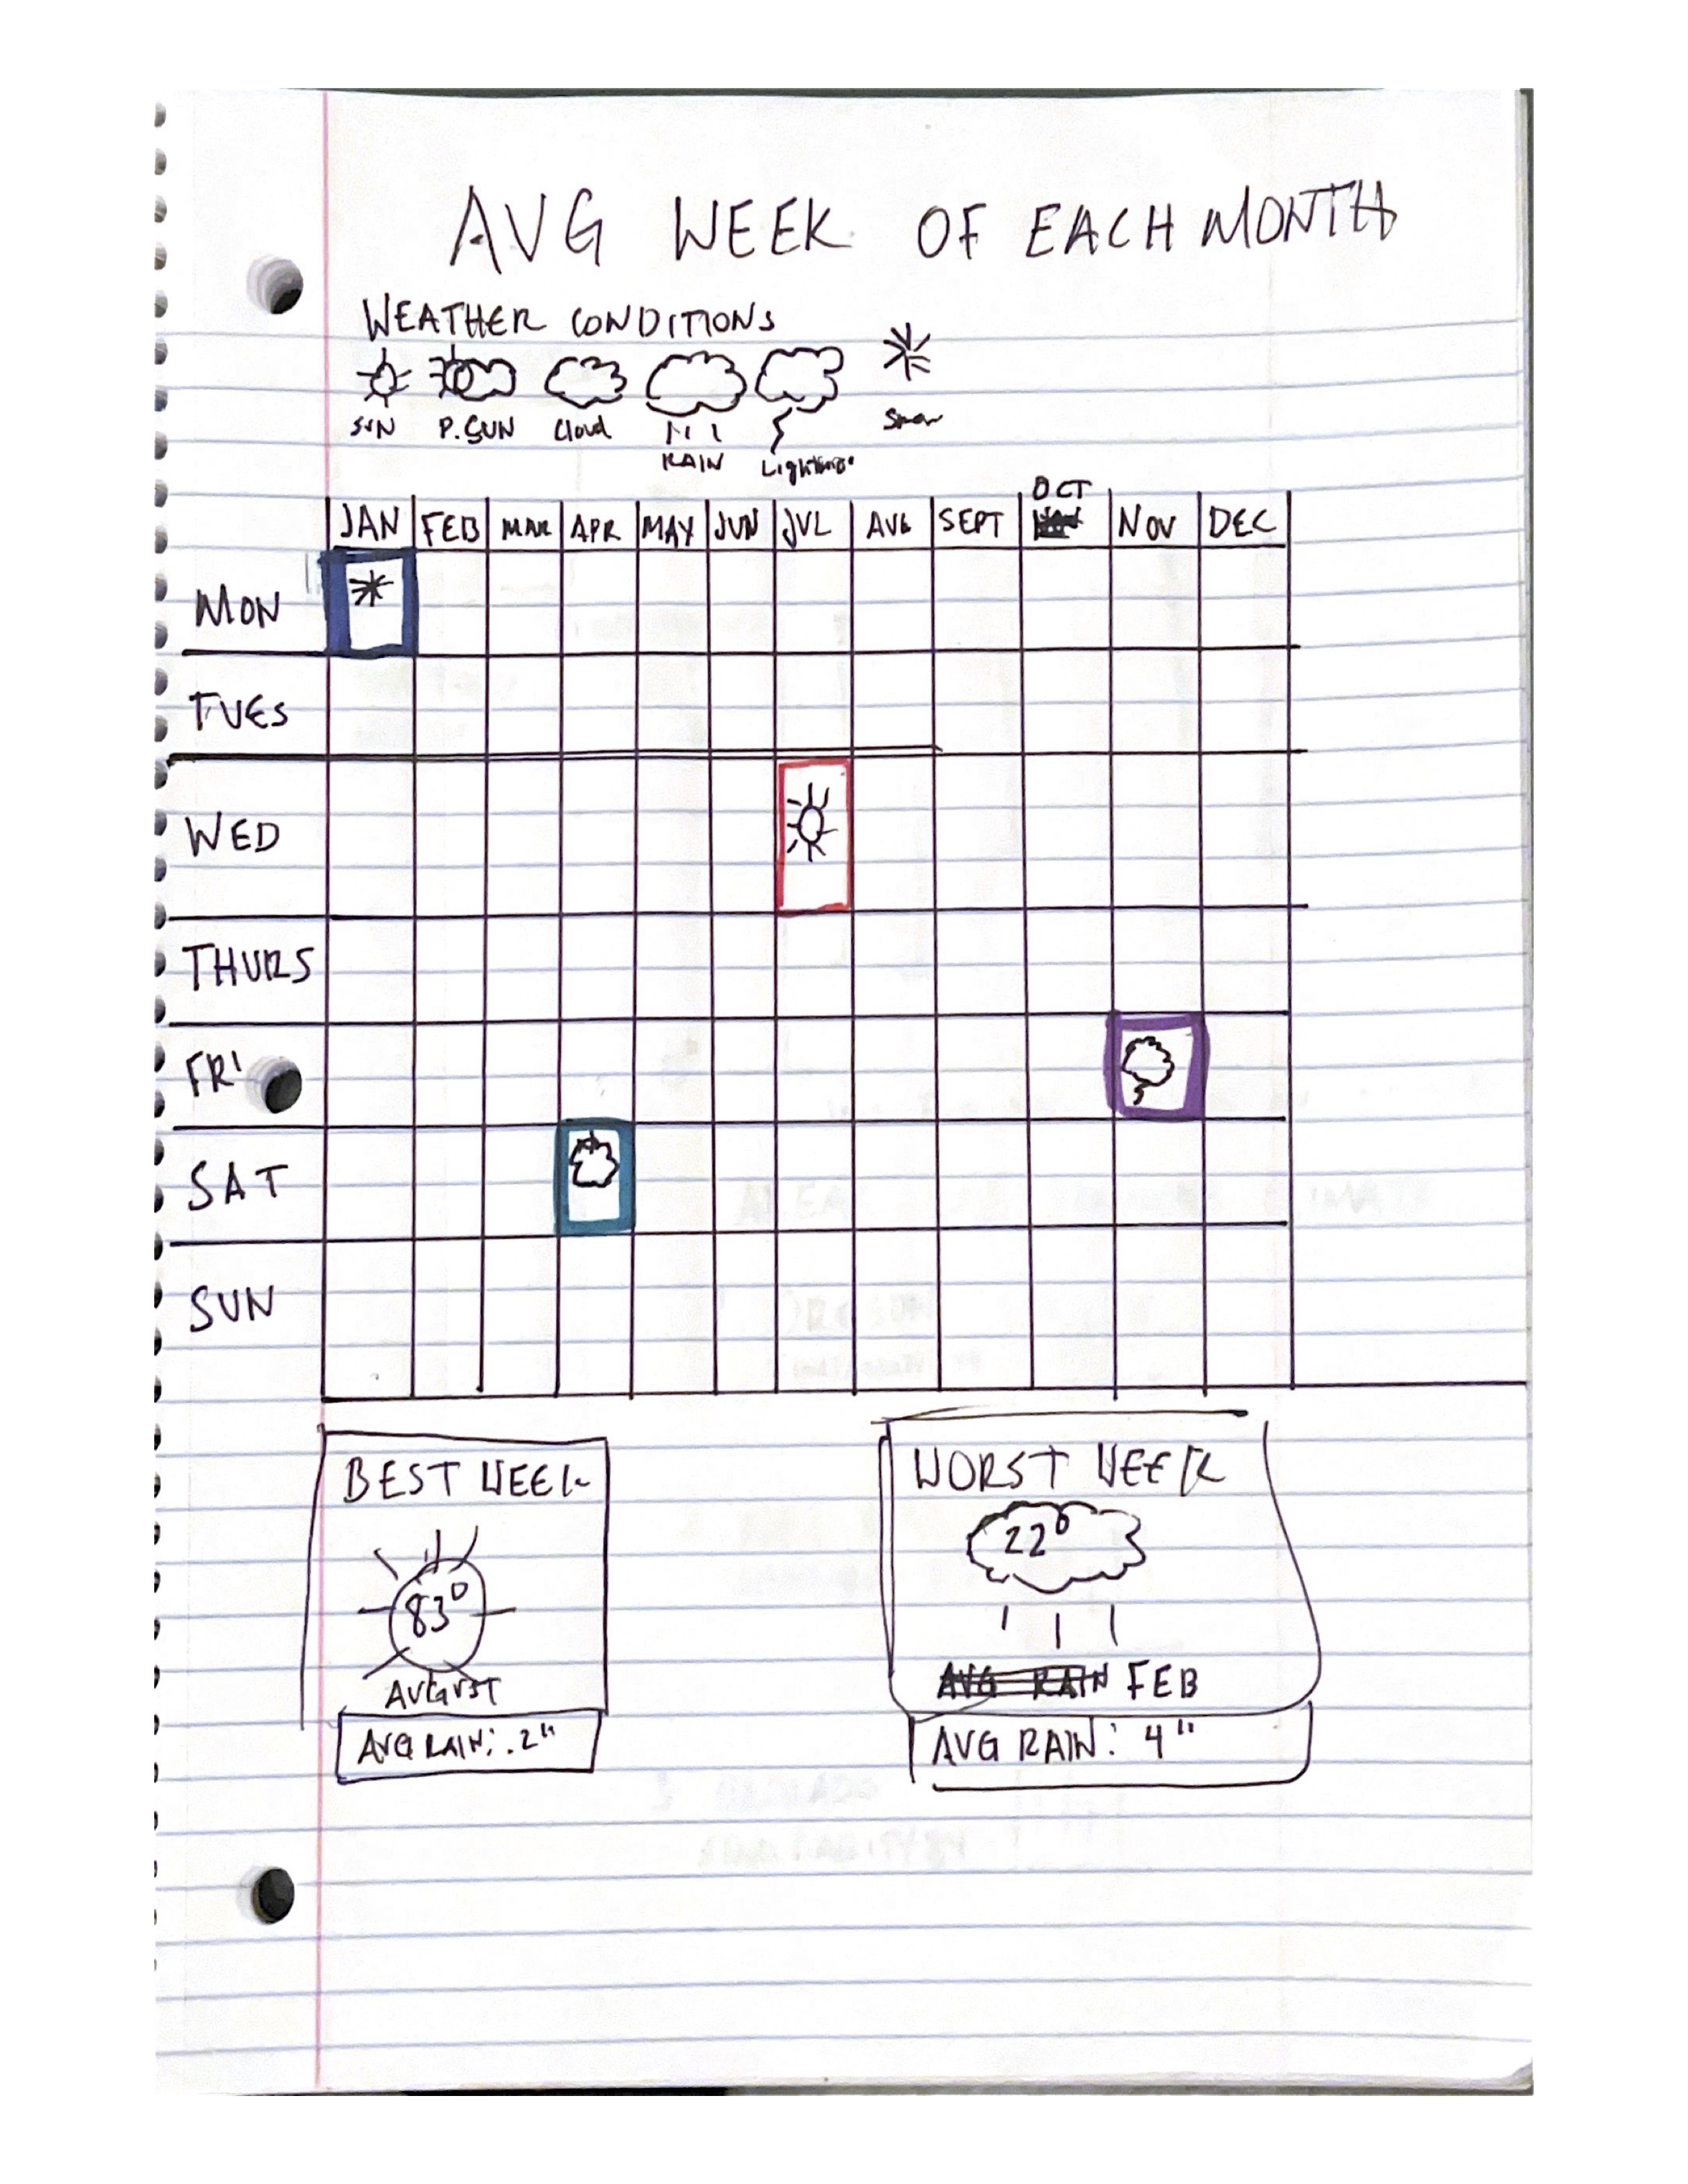 AVG WEEK OF EACH MONTH
WEATHER CONDITIONS
SUN P.SUN Cloud RAIN Lightning Snow
JAN FEB MAR APR MAY JUN JUL AUG SEPT OCT NOV DEC
MON
TUES
WED
THURS
FRI
SAT
SUN
BEST WEEK
83°
AUGUST
AVG RAIN: .2"
WORST WEEK
22°
AVG RAIN FEB
AVG RAIN: 4"